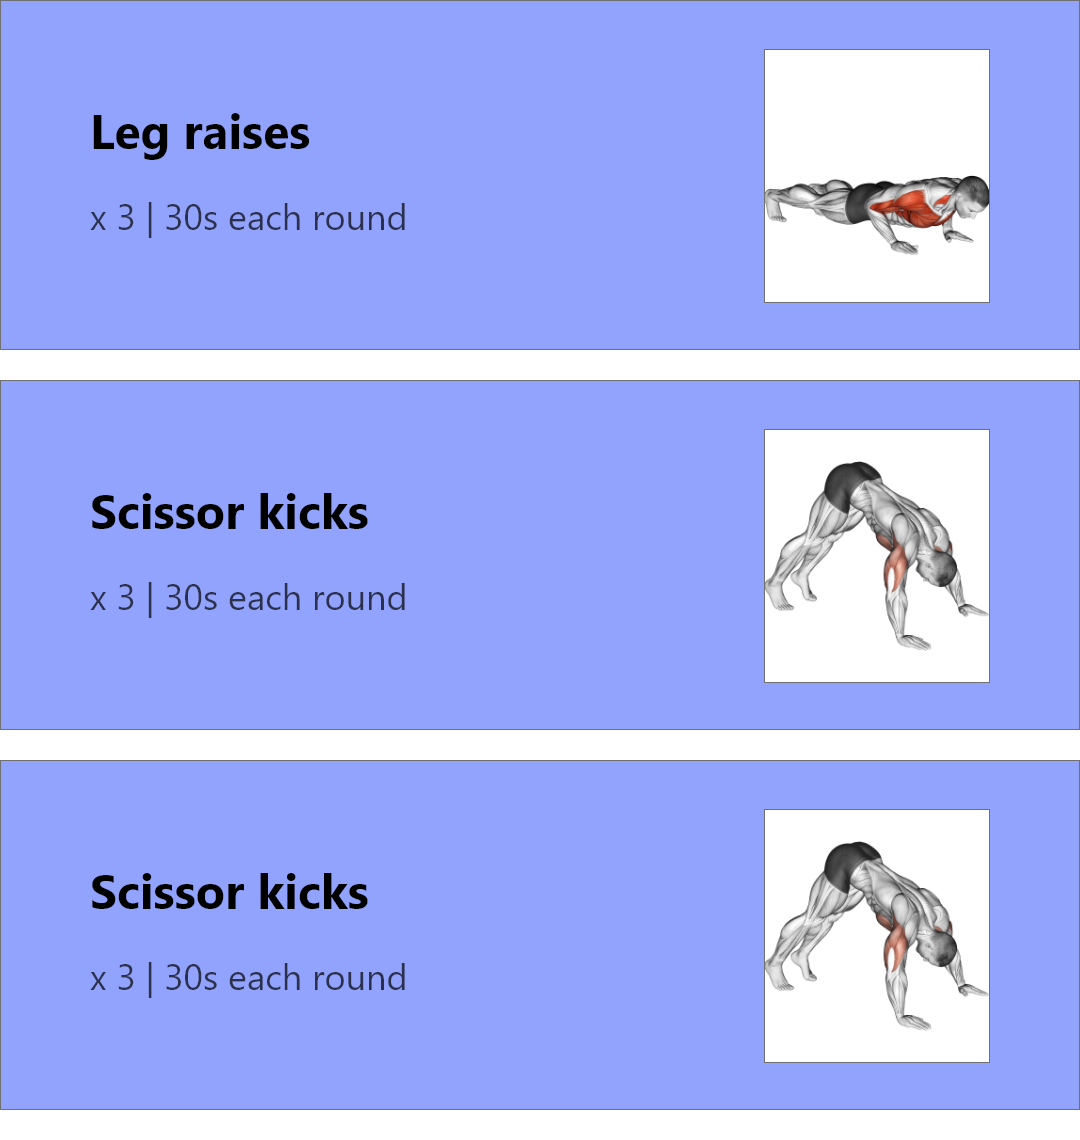 Leg raises
x 3 | 30s each round
Scissor kicks
x 3 | 30s each round
Scissor kicks
x 3 | 30s each round